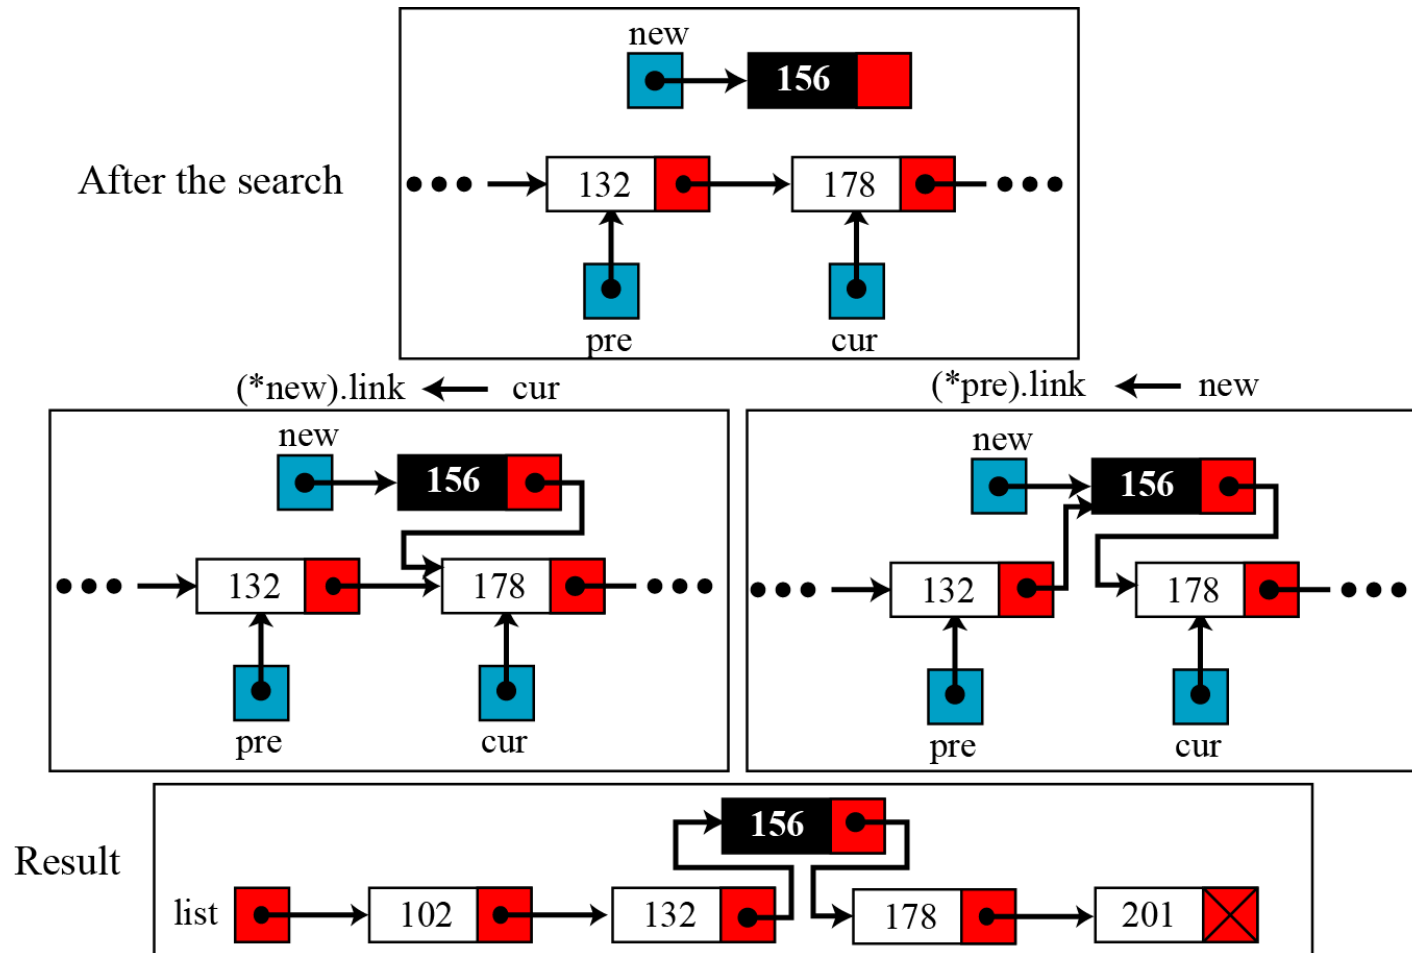 new
156
After the search
132 178
pre cur
(*new).link cur
(*pre).link new
new
156
132 178
pre cur
new
156
132 178
pre cur
Result
156
list 102 132 178 201